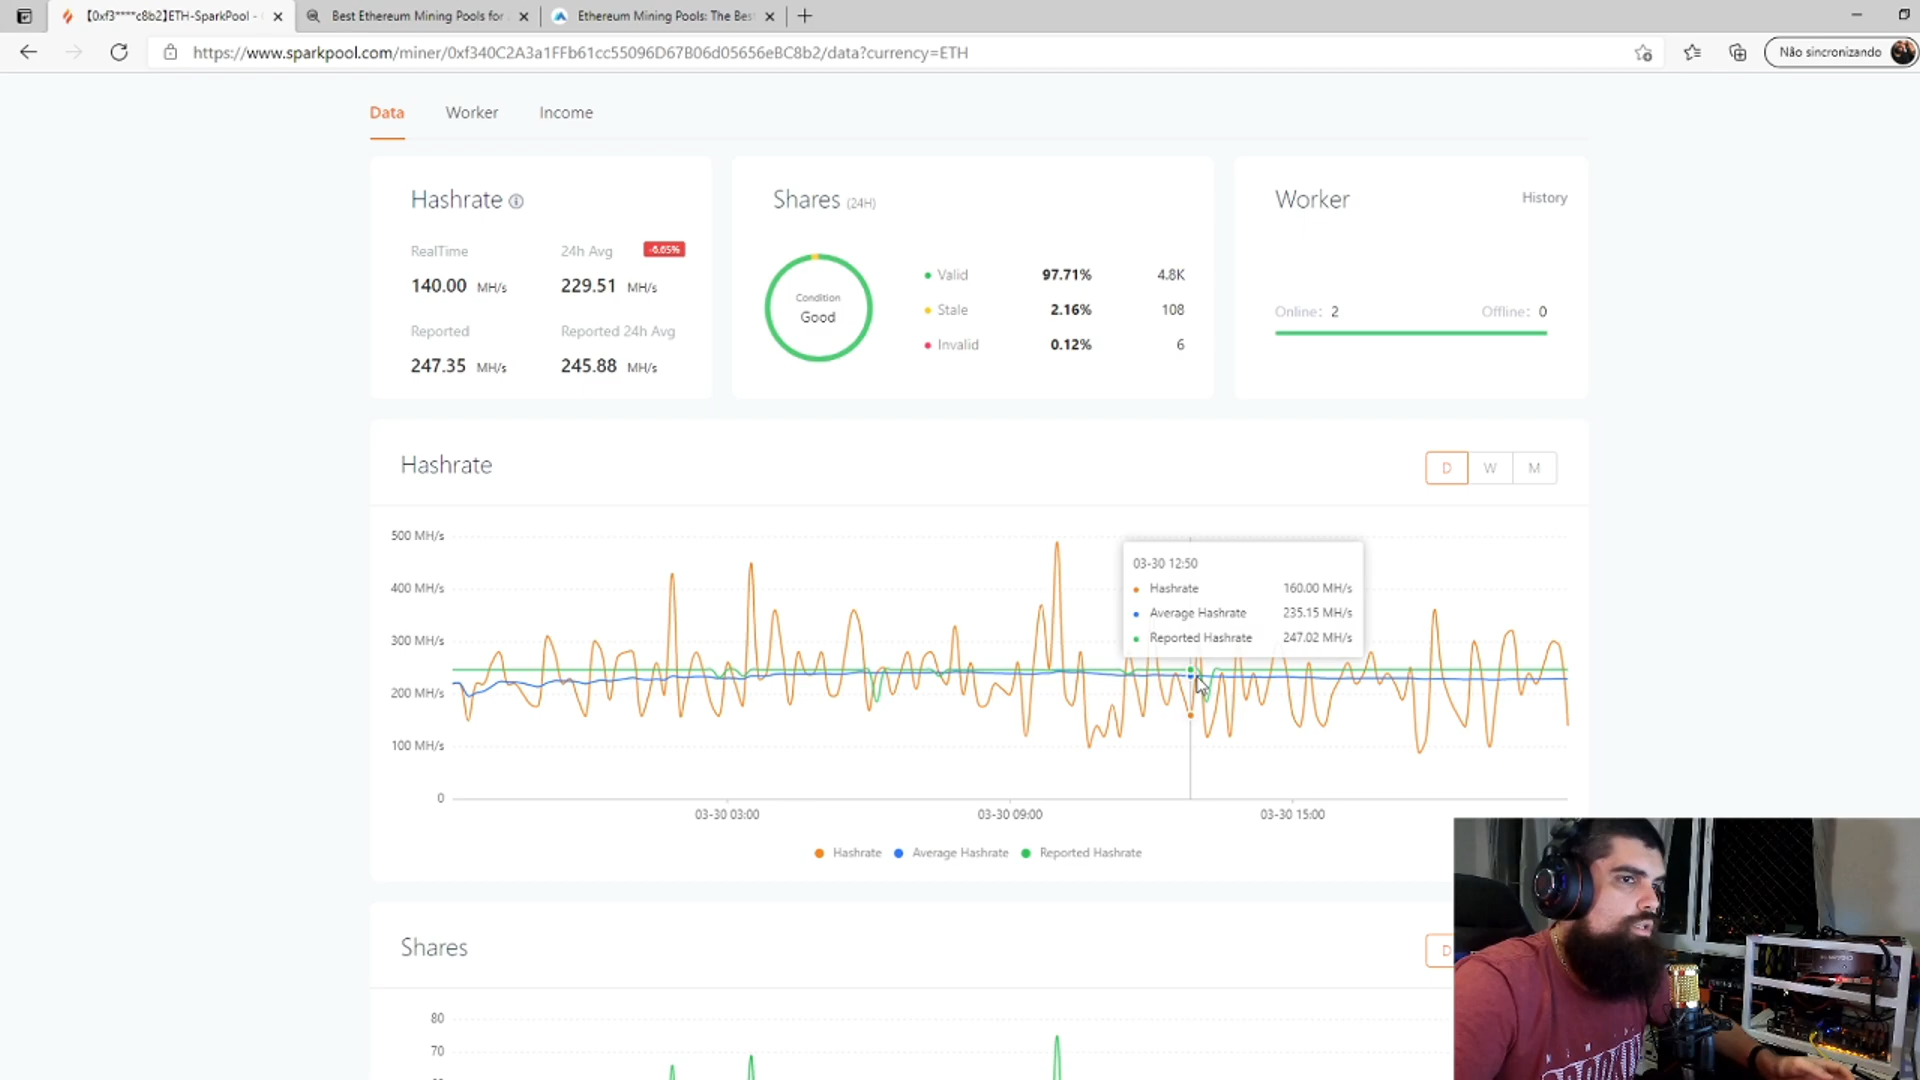 【0xf3****c8b2】ETH-SparkPool -
Best Ethereum Mining Pools for
Ethereum Mining Pools: The Bes
https://www.sparkpool.com/miner/0xf340C2A3a1FFb61cc55096D67B06d05656eBC8b2/data?currency=ETH
Não sincronizando
Data Worker Income
Hashrate
RealTime 24h Avg -6.65%
140.00 MH/s 229.51 MH/s
Reported Reported 24h Avg
247.35 MH/s 245.88 MH/s
Shares (24H)
Condition
Good
Valid 97.71% 4.8K
Stale 2.16% 108
Invalid 0.12% 6
Worker History
Online: 2 Offline: 0
Hashrate
D W M
500 MH/s
400 MH/s
300 MH/s
200 MH/s
100 MH/s
0
03-30 12:50
Hashrate 160.00 MH/s
Average Hashrate 235.15 MH/s
Reported Hashrate 247.02 MH/s
03-30 03:00 03-30 09:00 03-30 15:00
Hashrate Average Hashrate Reported Hashrate
Shares
D
80
70